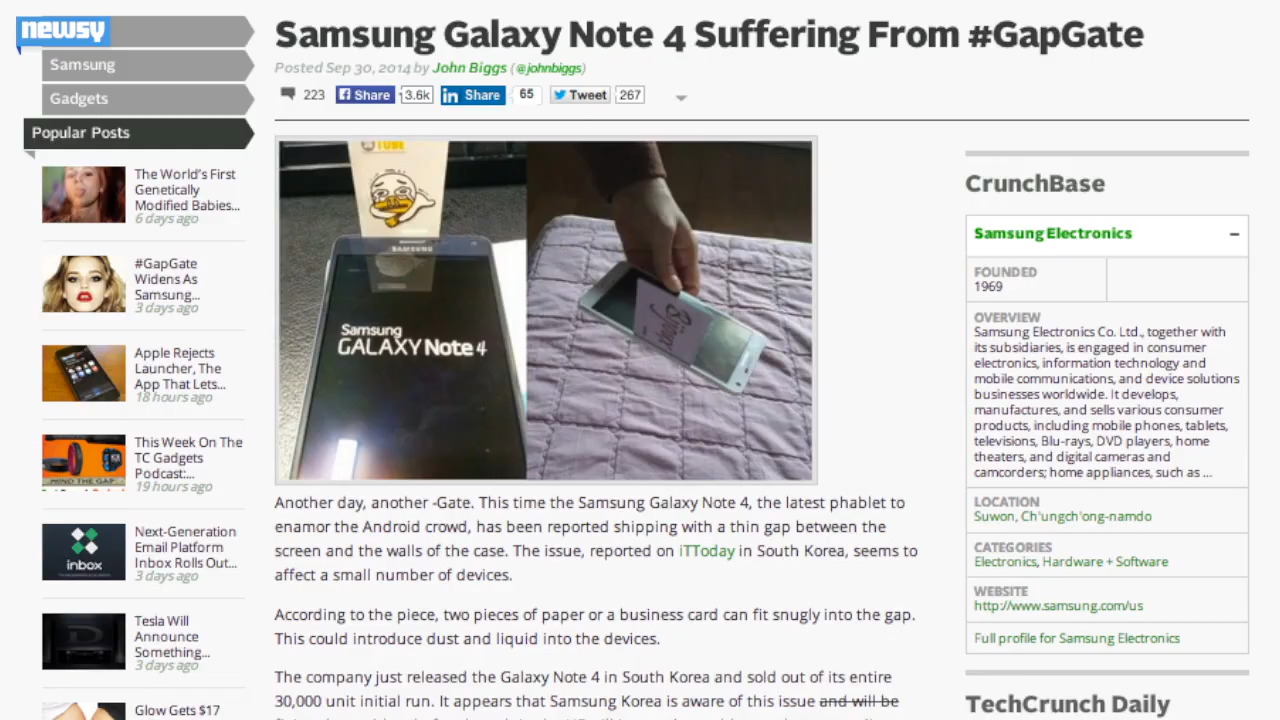 newsy
Samsung
Gadgets
Popular Posts
The World's First
Genetically
Modified Babies...
6 days ago
#GapGate
Widens As
Samsung...
3 days ago
Apple Rejects
Launcher, The
App That Lets...
18 hours ago
MIND THE GAP
This Week On The
TC Gadgets
Podcast:...
19 hours ago
inbox
Next-Generation
Email Platform
Inbox Rolls Out...
3 days ago
Tesla Will
Announce
Something...
3 days ago
Glow Gets $17
Samsung Galaxy Note 4 Suffering From #GapGate
Posted Sep 30, 2014 by John Biggs (@johnbiggs)
223 Share 3.6k in Share 65 Tweet 267
TUBE
SAMSUNG
Samsung
GALAXY Note 4
Another day, another -Gate. This time the Samsung Galaxy Note 4, the latest phablet to
enamor the Android crowd, has been reported shipping with a thin gap between the
screen and the walls of the case. The issue, reported on iTToday in South Korea, seems to
affect a small number of devices.
According to the piece, two pieces of paper or a business card can fit snugly into the gap.
This could introduce dust and liquid into the devices.
The company just released the Galaxy Note 4 in South Korea and sold out of its entire
30,000 unit initial run. It appears that Samsung Korea is aware of this issue and will be
CrunchBase
Samsung Electronics
FOUNDED
1969
OVERVIEW
Samsung Electronics Co. Ltd., together with
its subsidiaries, is engaged in consumer
electronics, information technology and
mobile communications, and device solutions
businesses worldwide. It develops,
manufactures, and sells various consumer
products, including mobile phones, tablets,
televisions, Blu-rays, DVD players, home
theaters, and digital cameras and
camcorders; home appliances, such as ...
LOCATION
Suwon, Ch'ungch'ong-namdo
CATEGORIES
Electronics, Hardware + Software
WEBSITE
http://www.samsung.com/us
Full profile for Samsung Electronics
TechCrunch Daily